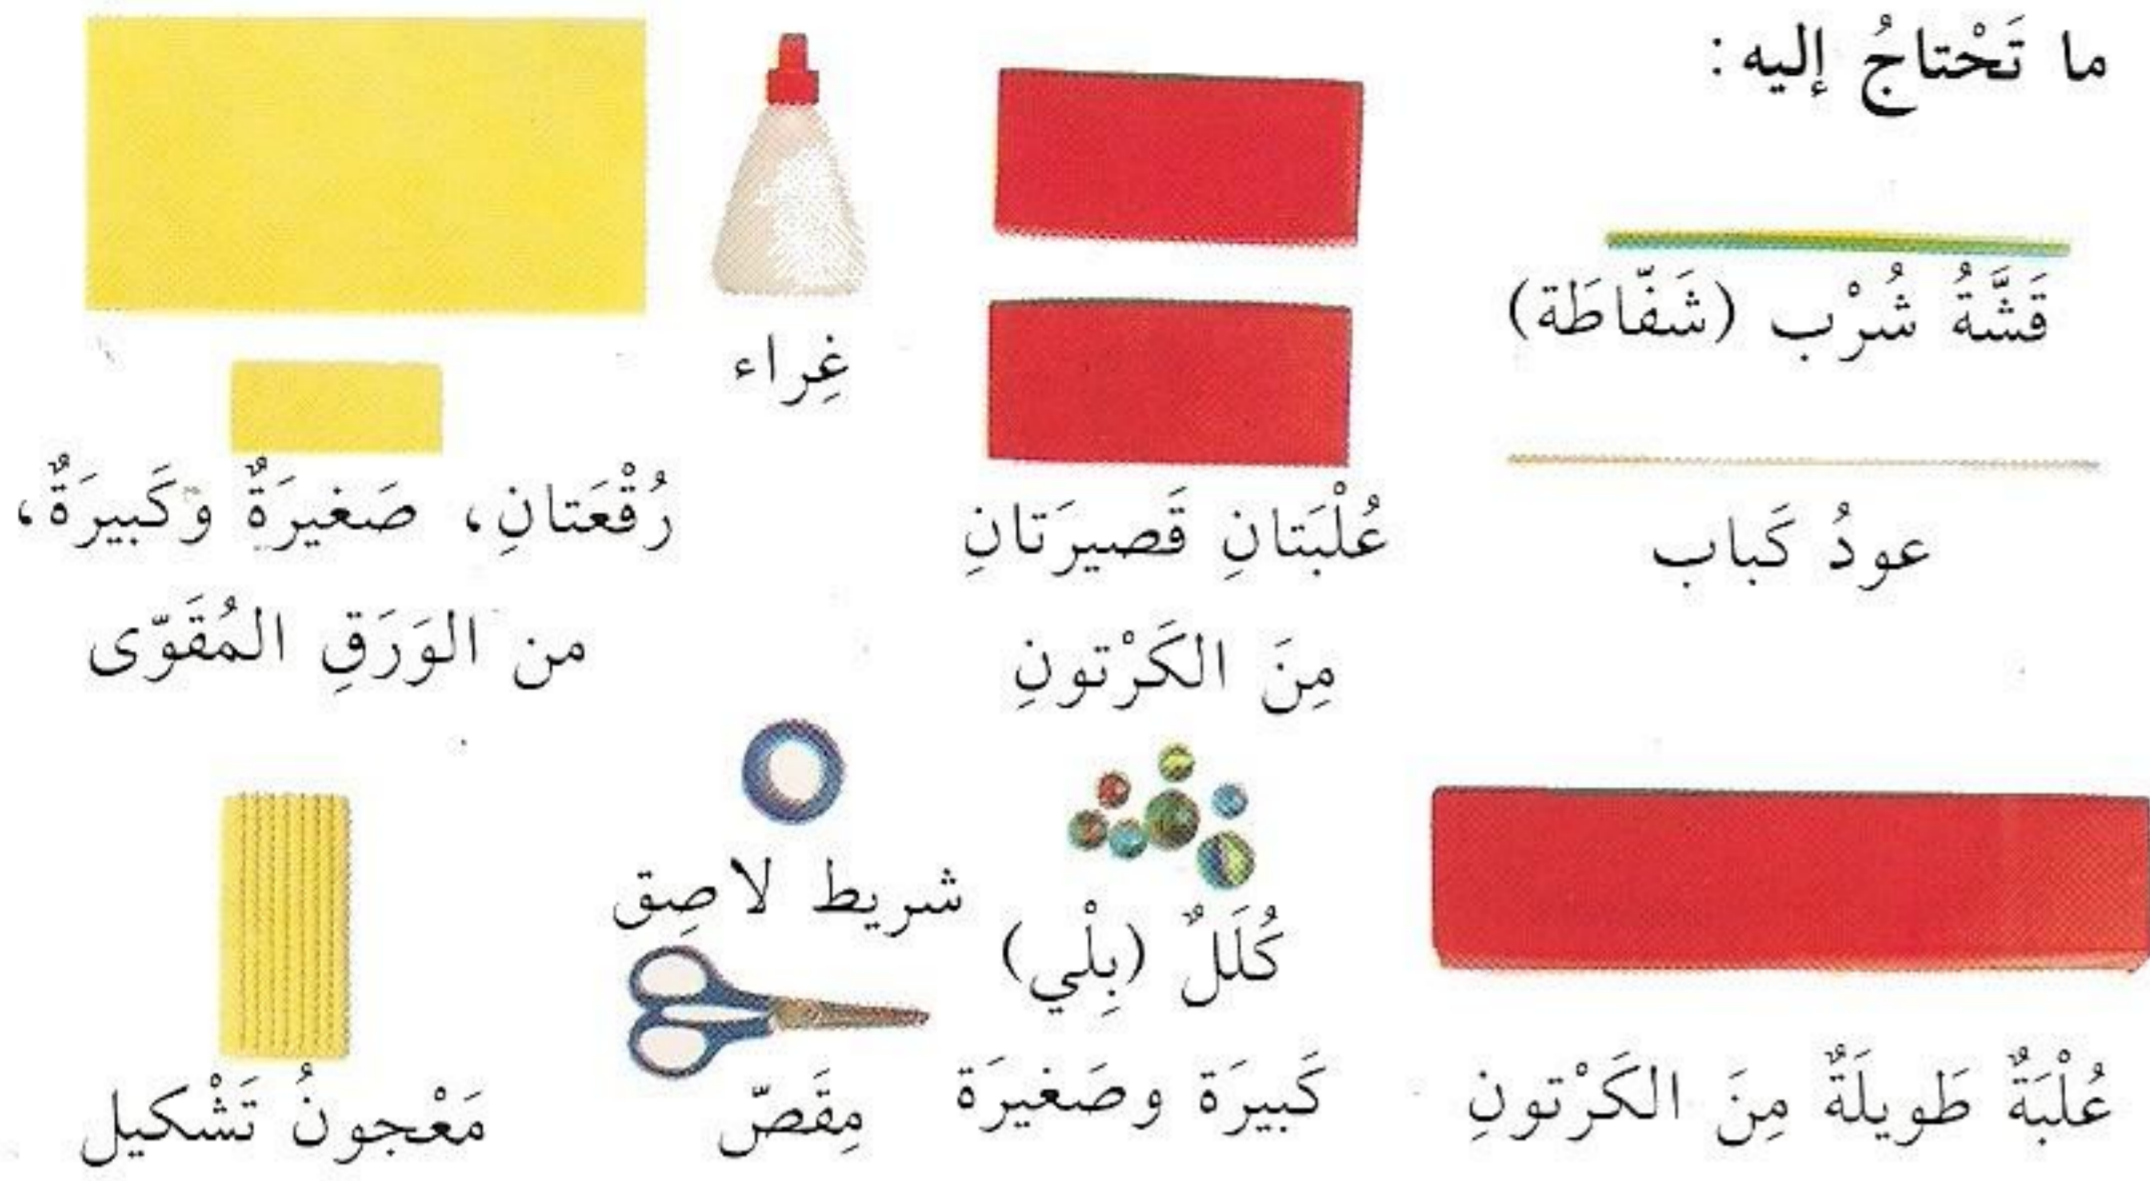 ما تَحْتاجُ إليه:
قَشَّةُ شُرْب (شَفّاطَة)
عودُ كَباب
عُلْبَتانِ قَصيرَتانِ
مِنَ الكَرْتونِ
غِراء
رُقْعَتانِ، صَغيرَةٌ وَكَبيرَةٌ،
من الوَرَقِ المُقَوّى
عُلْبَةٌ طَويلَةٌ مِنَ الكَرْتونِ
كُلَلٌ (بِلْي)
كَبيرَة وصَغيرَة
شريط لاصِق
مِقَصّ
مَعْجونُ تَشْكيل